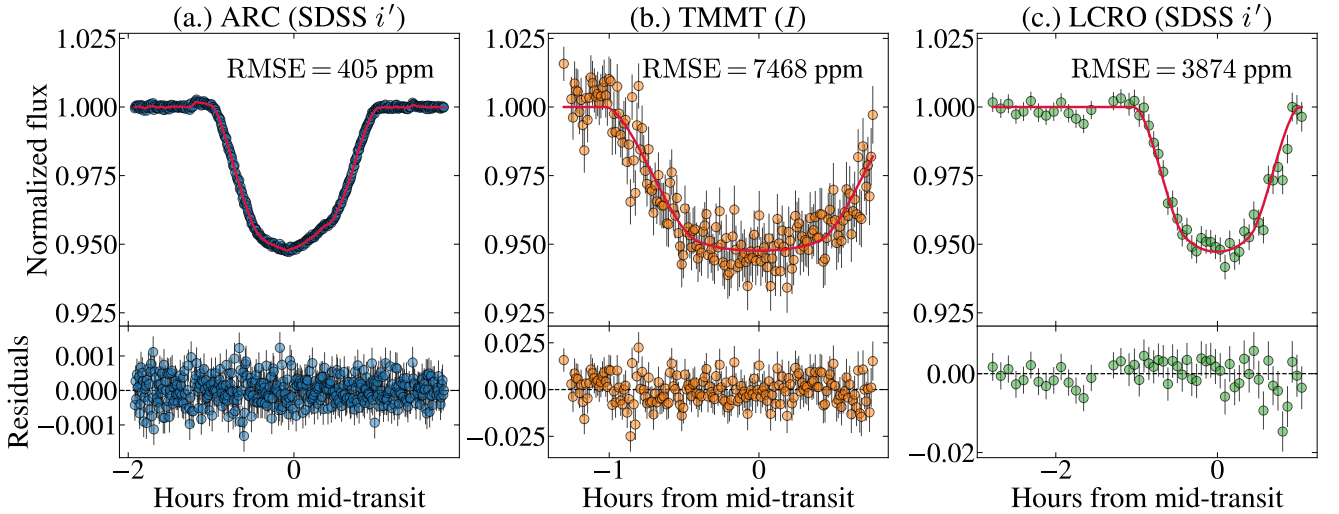 (a.) ARC (SDSS i′)
RMSE = 405 ppm
Normalized flux
1.025
1.000
0.975
0.950
0.925
Residuals
0.001
0.000
−0.001
−2
0
Hours from mid-transit
(b.) TMMT (I)
RMSE = 7468 ppm
1.025
1.000
0.975
0.950
0.925
0.025
0.000
−0.025
−1
0
Hours from mid-transit
(c.) LCRO (SDSS i′)
RMSE = 3874 ppm
1.025
1.000
0.975
0.950
0.925
0.00
−0.02
−2
0
Hours from mid-transit